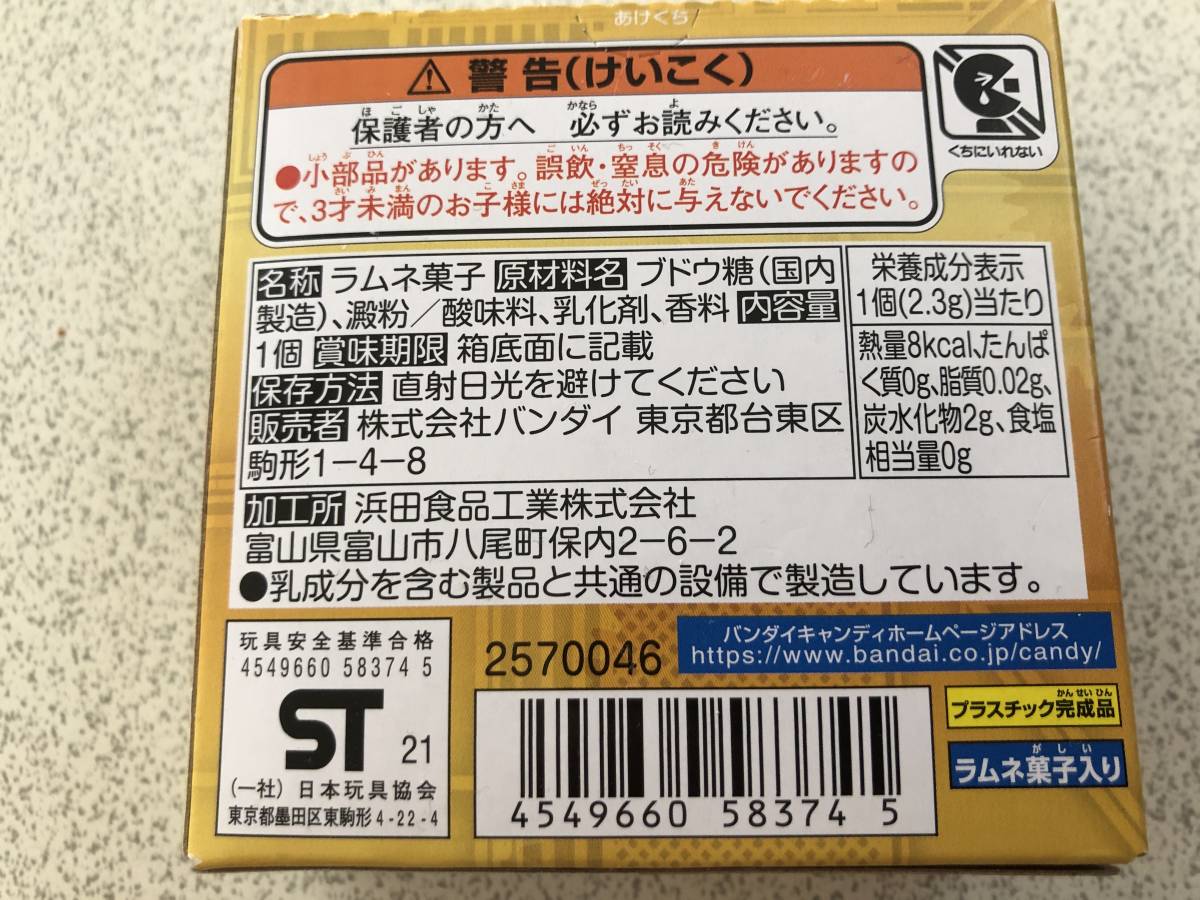 あけくち
⚠ 警告(けいこく)
保護者の方へ 必ずお読みください。
●小部品があります。誤飲・窒息の危険がありますの
で、3才未満のお子様には絶対に与えないでください。
くちにいれない
名称 ラムネ菓子 原材料名 ブドウ糖(国内
製造)、澱粉/酸味料、乳化剤、香料 内容量
1個 賞味期限 箱底面に記載
保存方法 直射日光を避けてください
販売者 株式会社バンダイ 東京都台東区
駒形1-4-8
栄養成分表示
1個(2.3g)当たり
熱量8kcal、たんぱ
く質0g、脂質0.02g、
炭水化物2g、食塩
相当量0g
加工所 浜田食品工業株式会社
富山県富山市八尾町保内2-6-2
●乳成分を含む製品と共通の設備で製造しています。
玩具安全基準合格
4549660 58374 5
ST 21
(一社)日本玩具協会
東京都墨田区東駒形4-22-4
2570046
バンダイキャンディホームページアドレス
https://www.bandai.co.jp/candy/
4549660 583745
プラスチック完成品
ラムネ菓子入り